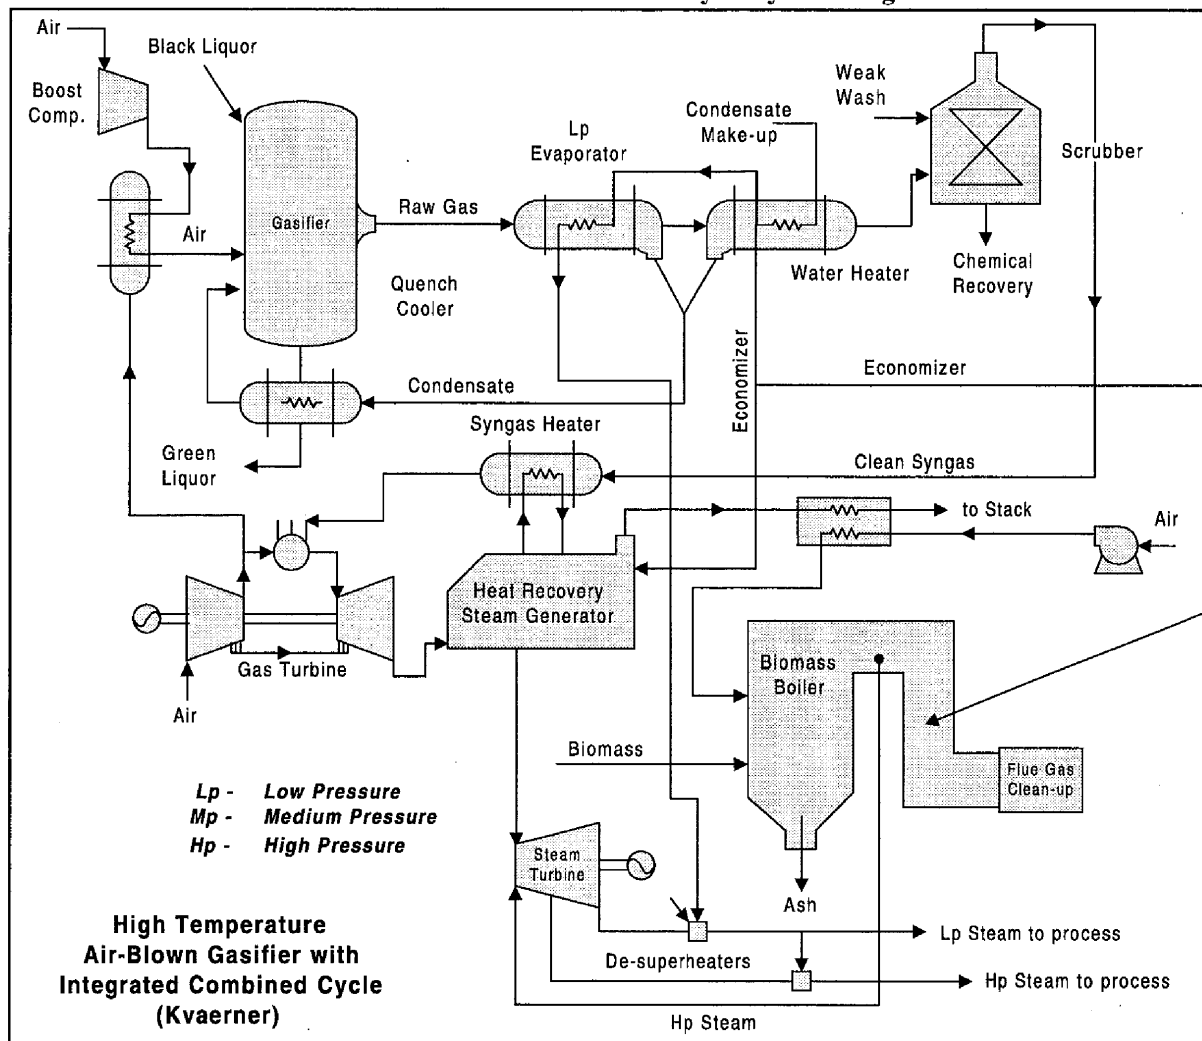 Air
Black Liquor
Boost
Comp.
Weak
Wash
Condensate
Make-up
Lp
Evaporator
Scrubber
Raw Gas
Gasifier
Air
Water Heater
Chemical
Recovery
Quench
Cooler
Economizer
Economizer
Condensate
Syngas Heater
Green
Liquor
Clean Syngas
to Stack
Air
Heat Recovery
Steam Generator
Gas Turbine
Air
Biomass
Boiler
Biomass
Flue Gas
Clean-up
Lp - Low Pressure
Mp - Medium Pressure
Hp - High Pressure
Steam
Turbine
Ash
High Temperature
Air-Blown Gasifier with
Integrated Combined Cycle
(Kvaerner)
Lp Steam to process
De-superheaters
Hp Steam to process
Hp Steam